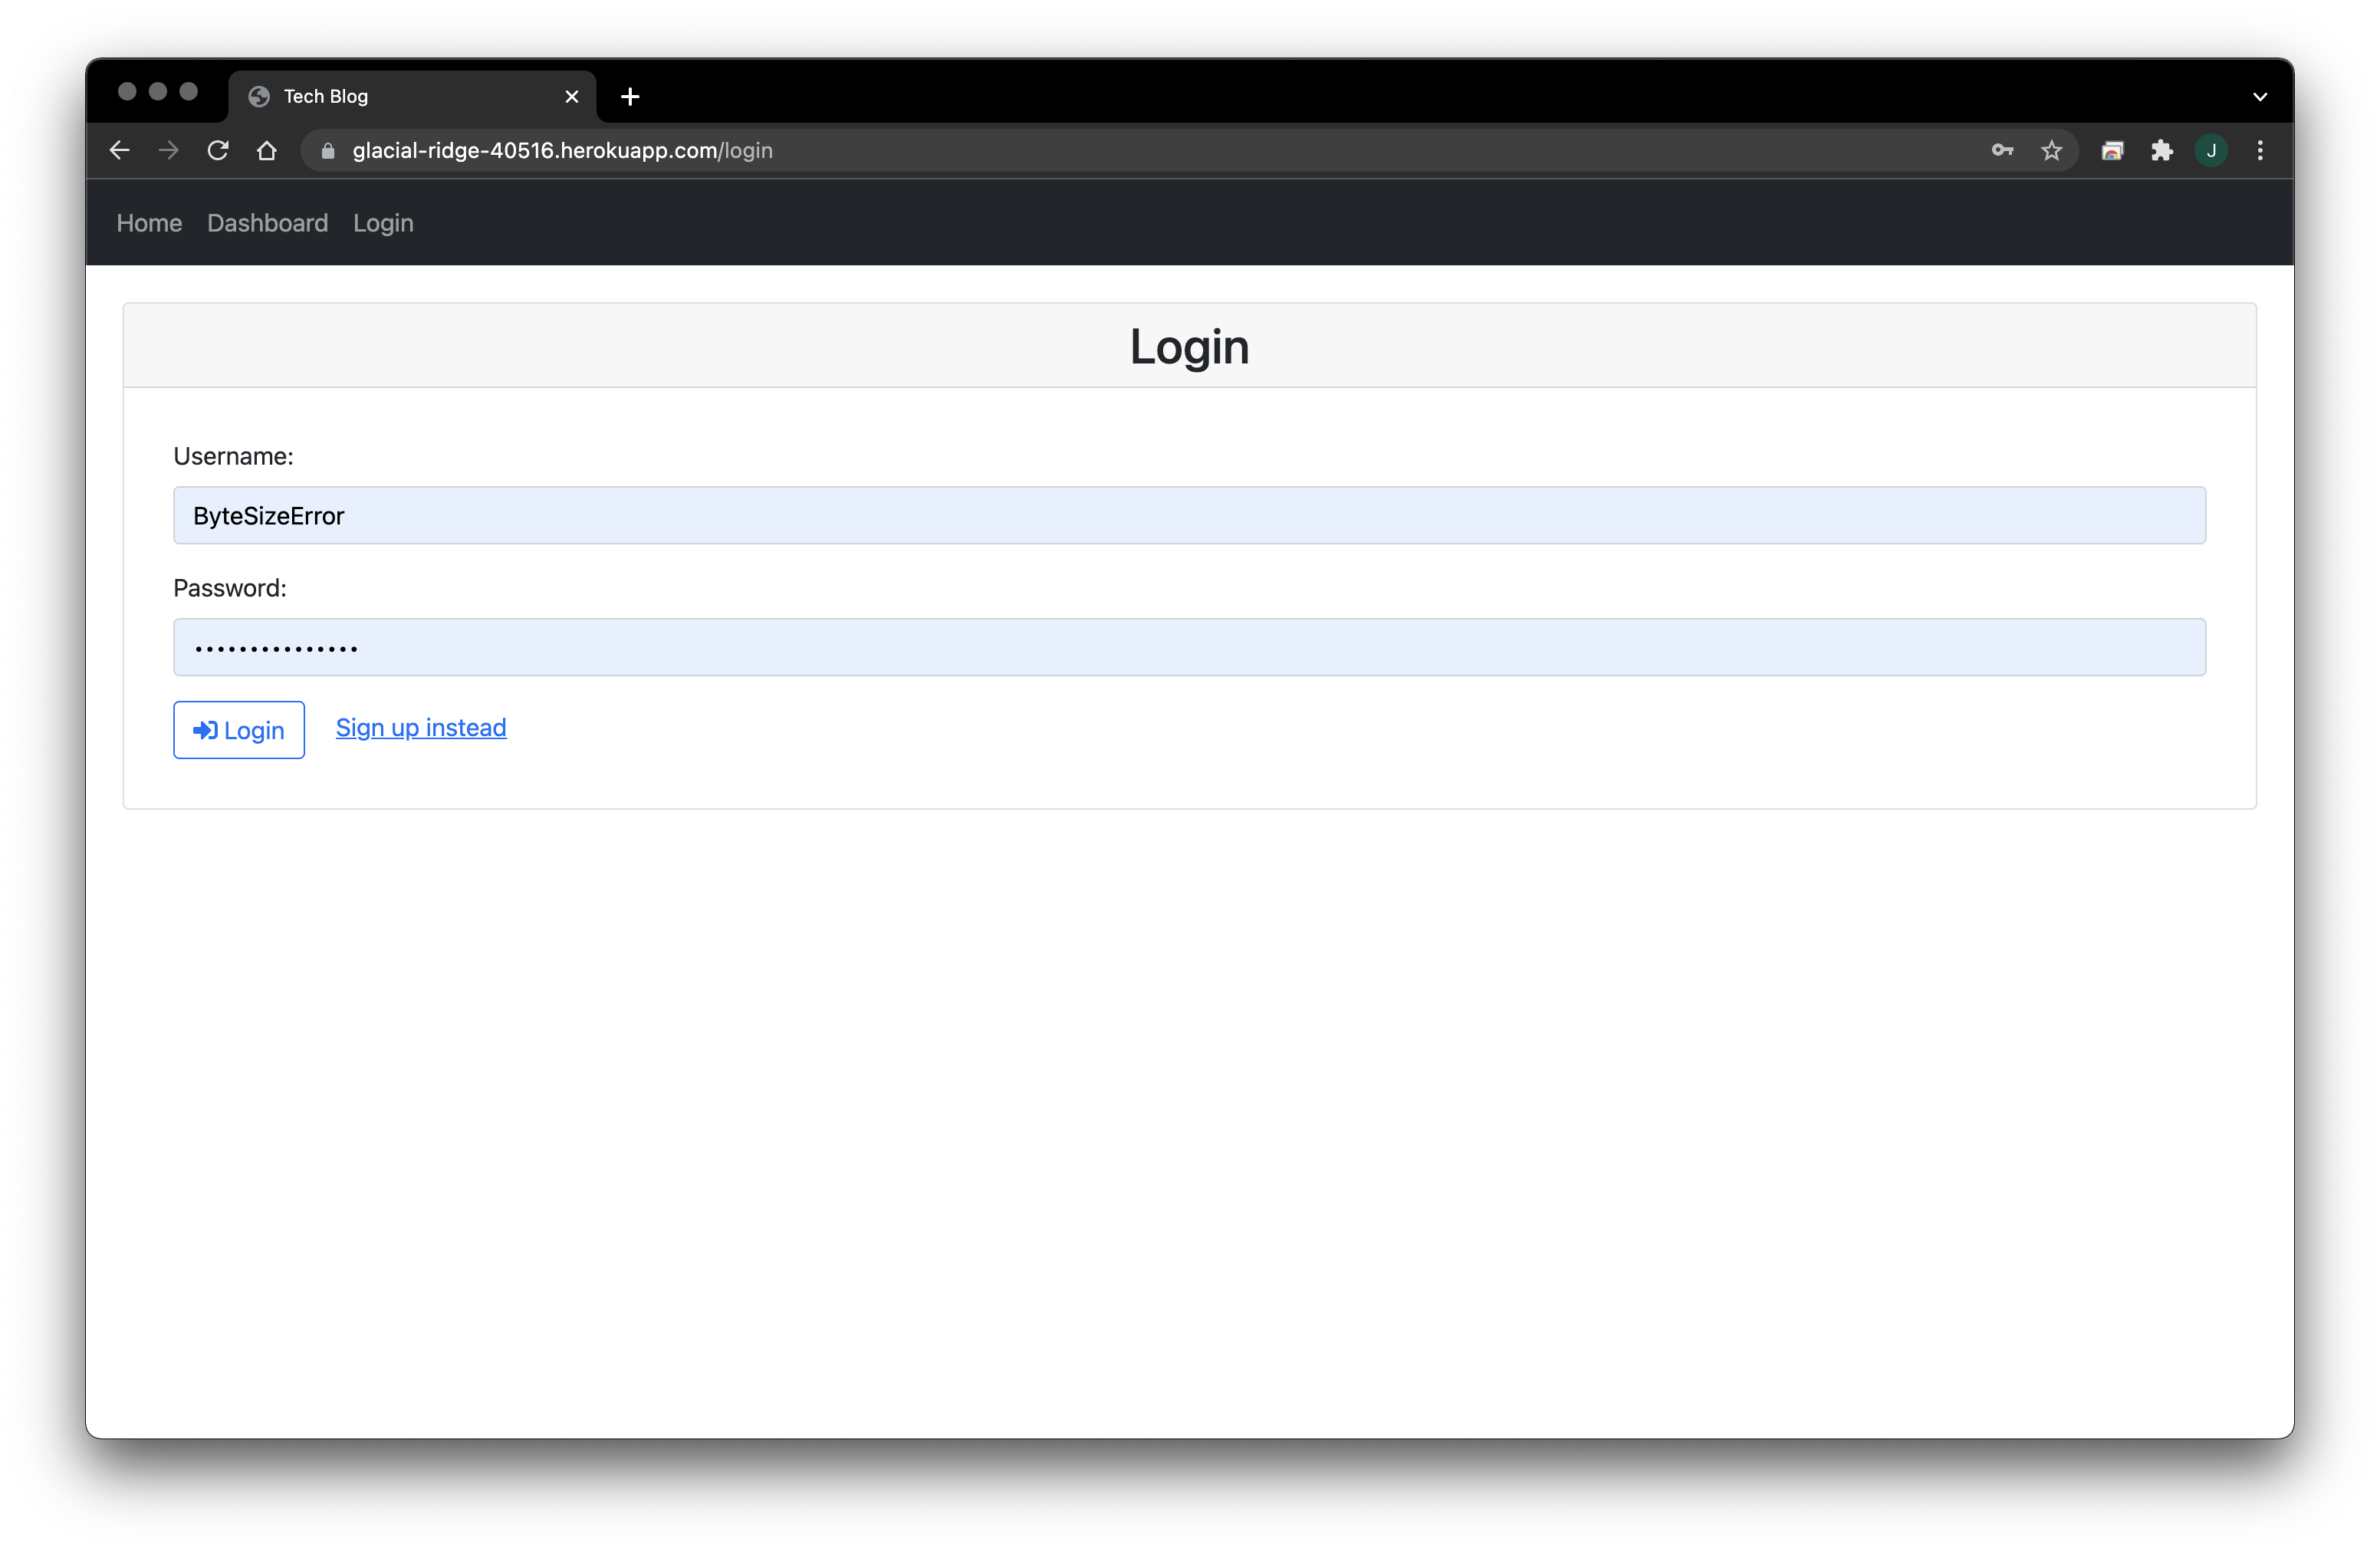 Tech Blog
glacial-ridge-40516.herokuapp.com/login
J
Home Dashboard Login
Login
Username:
ByteSizeError
Password:
•••••••••••••••
Login Sign up instead